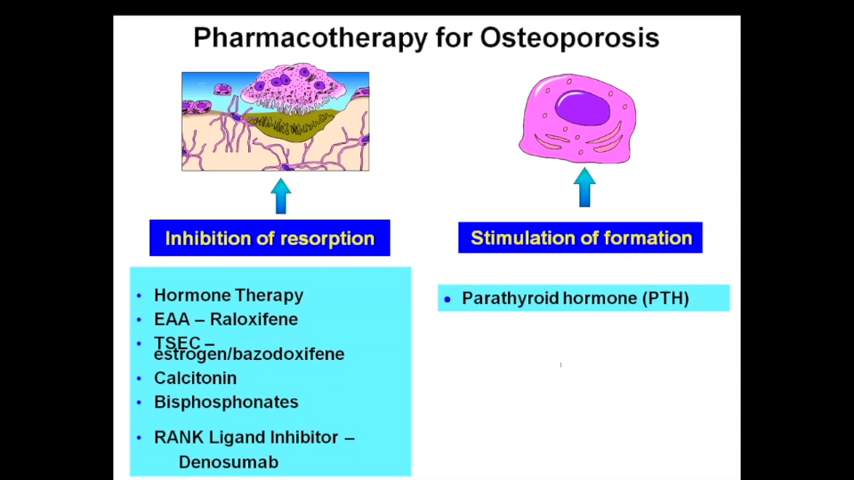 Pharmacotherapy for Osteoporosis
Inhibition of resorption
• Hormone Therapy
• EAA – Raloxifene
• TSEC –
estrogen/bazodoxifene
• Calcitonin
• Bisphosphonates
• RANK Ligand Inhibitor –
Denosumab
Stimulation of formation
• Parathyroid hormone (PTH)